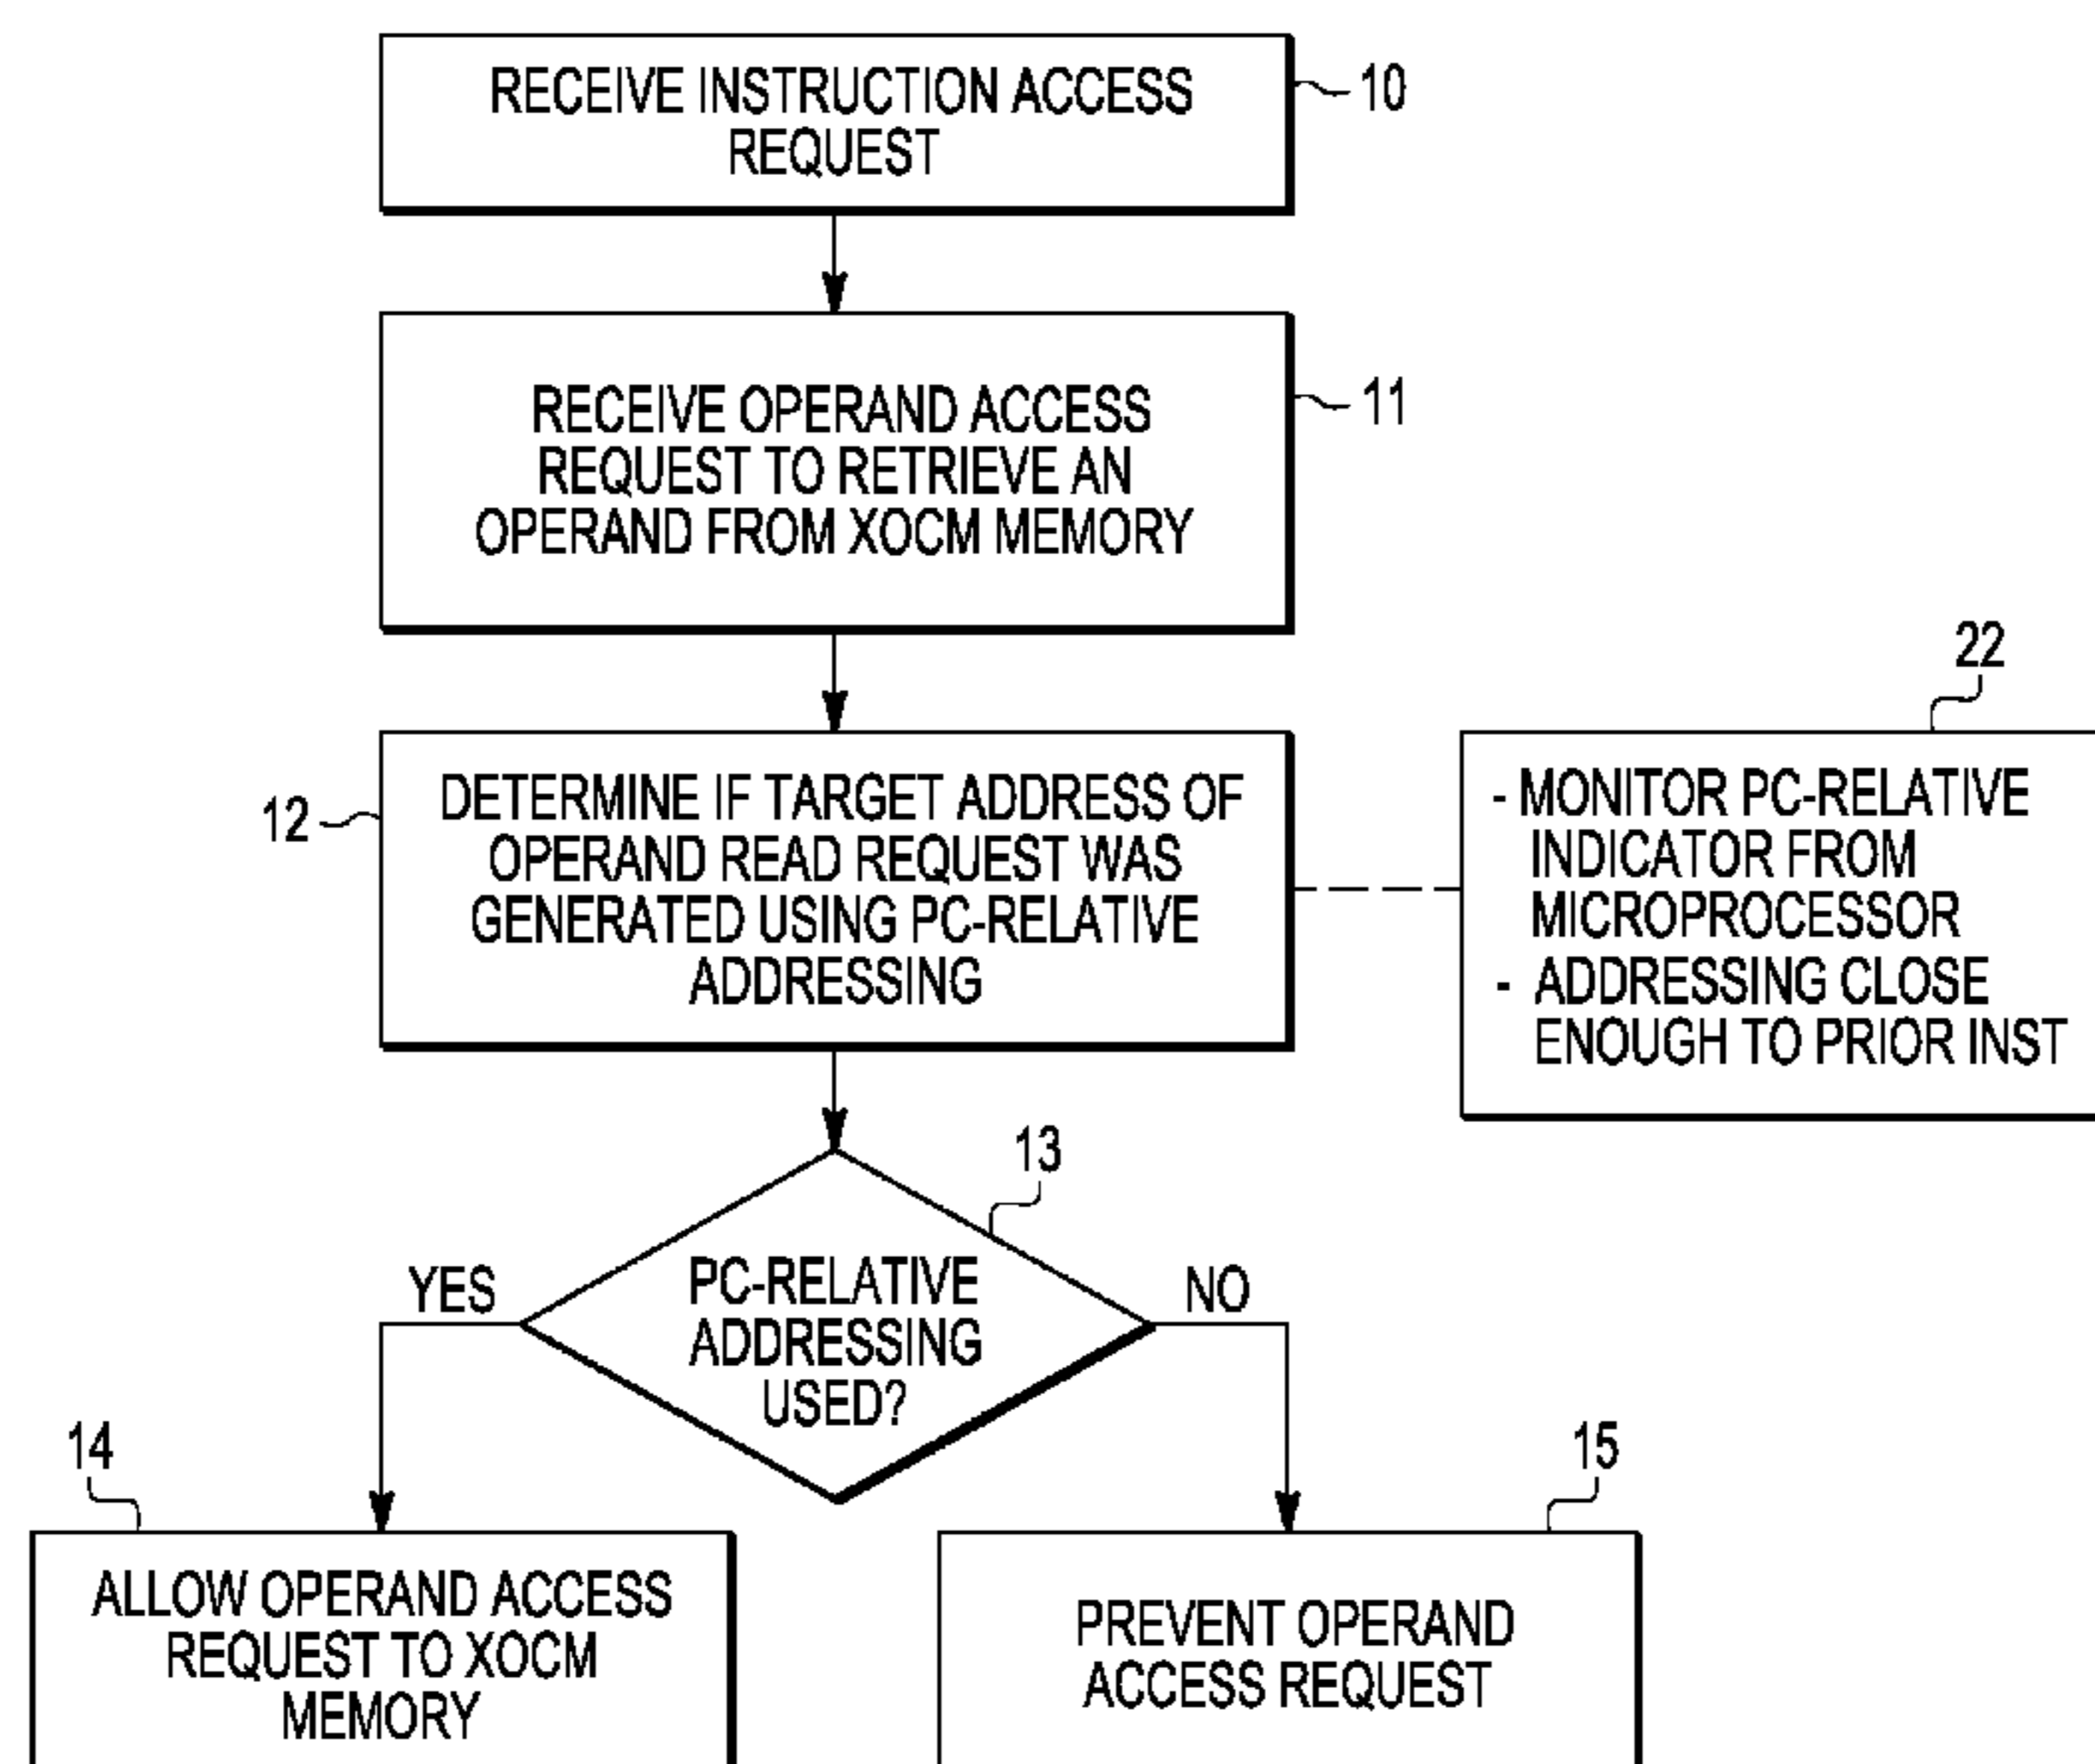 RECEIVE INSTRUCTION ACCESS
REQUEST
10
RECEIVE OPERAND ACCESS
REQUEST TO RETRIEVE AN
OPERAND FROM XOCM MEMORY
11
12
DETERMINE IF TARGET ADDRESS OF
OPERAND READ REQUEST WAS
GENERATED USING PC-RELATIVE
ADDRESSING
22
- MONITOR PC-RELATIVE
INDICATOR FROM
MICROPROCESSOR
- ADDRESSING CLOSE
ENOUGH TO PRIOR INST
13
PC-RELATIVE
ADDRESSING
USED?
YES
NO
14
ALLOW OPERAND ACCESS
REQUEST TO XOCM
MEMORY
15
PREVENT OPERAND
ACCESS REQUEST